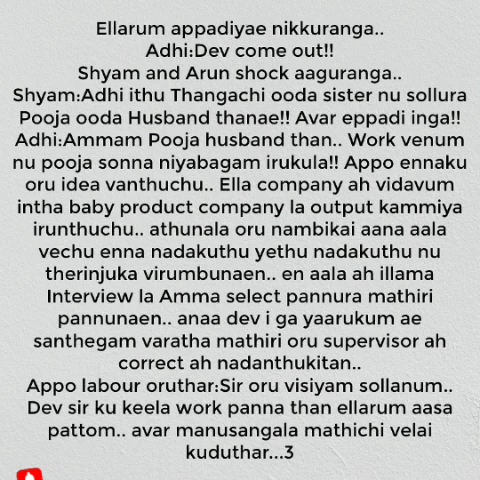 Ellarum appadiyae nikkuranga..
Adhi:Dev come out!!
Shyam and Arun shock aaguranga..
Shyam:Adhi ithu Thangachi ooda sister nu sollura
Pooja ooda Husband thanae!! Avar eppadi inga!!
Adhi:Ammam Pooja husband than.. Work venum
nu pooja sonna niyabagam irukula!! Appo ennaku
oru idea vanthuchu.. Ella company ah vidavum
intha baby product company la output kammiya
irunthuchu.. athunala oru nambikai aana aala
vechu enna nadakuthu yethu nadakuthu nu
therinjuka virumbunaen.. en aala ah illama
Interview la Amma select pannura mathiri
pannunaen.. anaa dev i ga yaarukum ae
santhegam varatha mathiri oru supervisor ah
correct ah nadanthukitan..
Appo labour oruthar:Sir oru visiyam sollanum..
Dev sir ku keela work panna than ellarum aasa
pattom.. avar manusangala mathichi velai
kuduthar...3